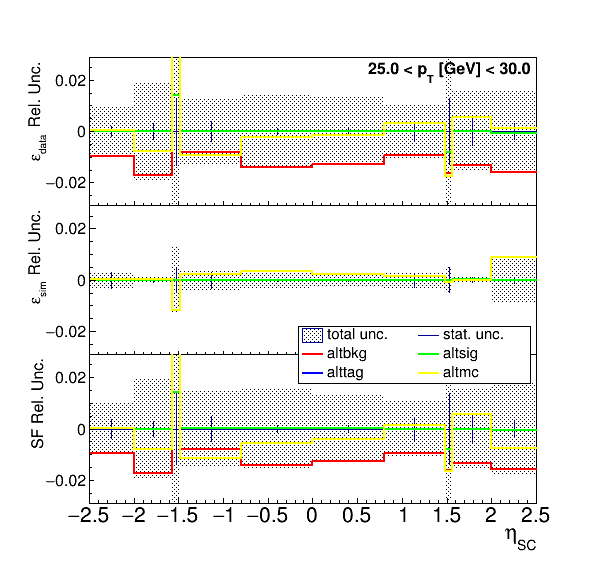 25.0 < p_T [GeV] < 30.0
ε_data Rel. Unc.
0.02
0
−0.02
ε_sim Rel. Unc.
0.02
0
−0.02
total unc. stat. unc.
altbkg altsig
alttag altmc
SF Rel. Unc.
0.02
0
−0.02
−2.5 −2 −1.5 −1 −0.5 0 0.5 1 1.5 2 2.5
η_SC